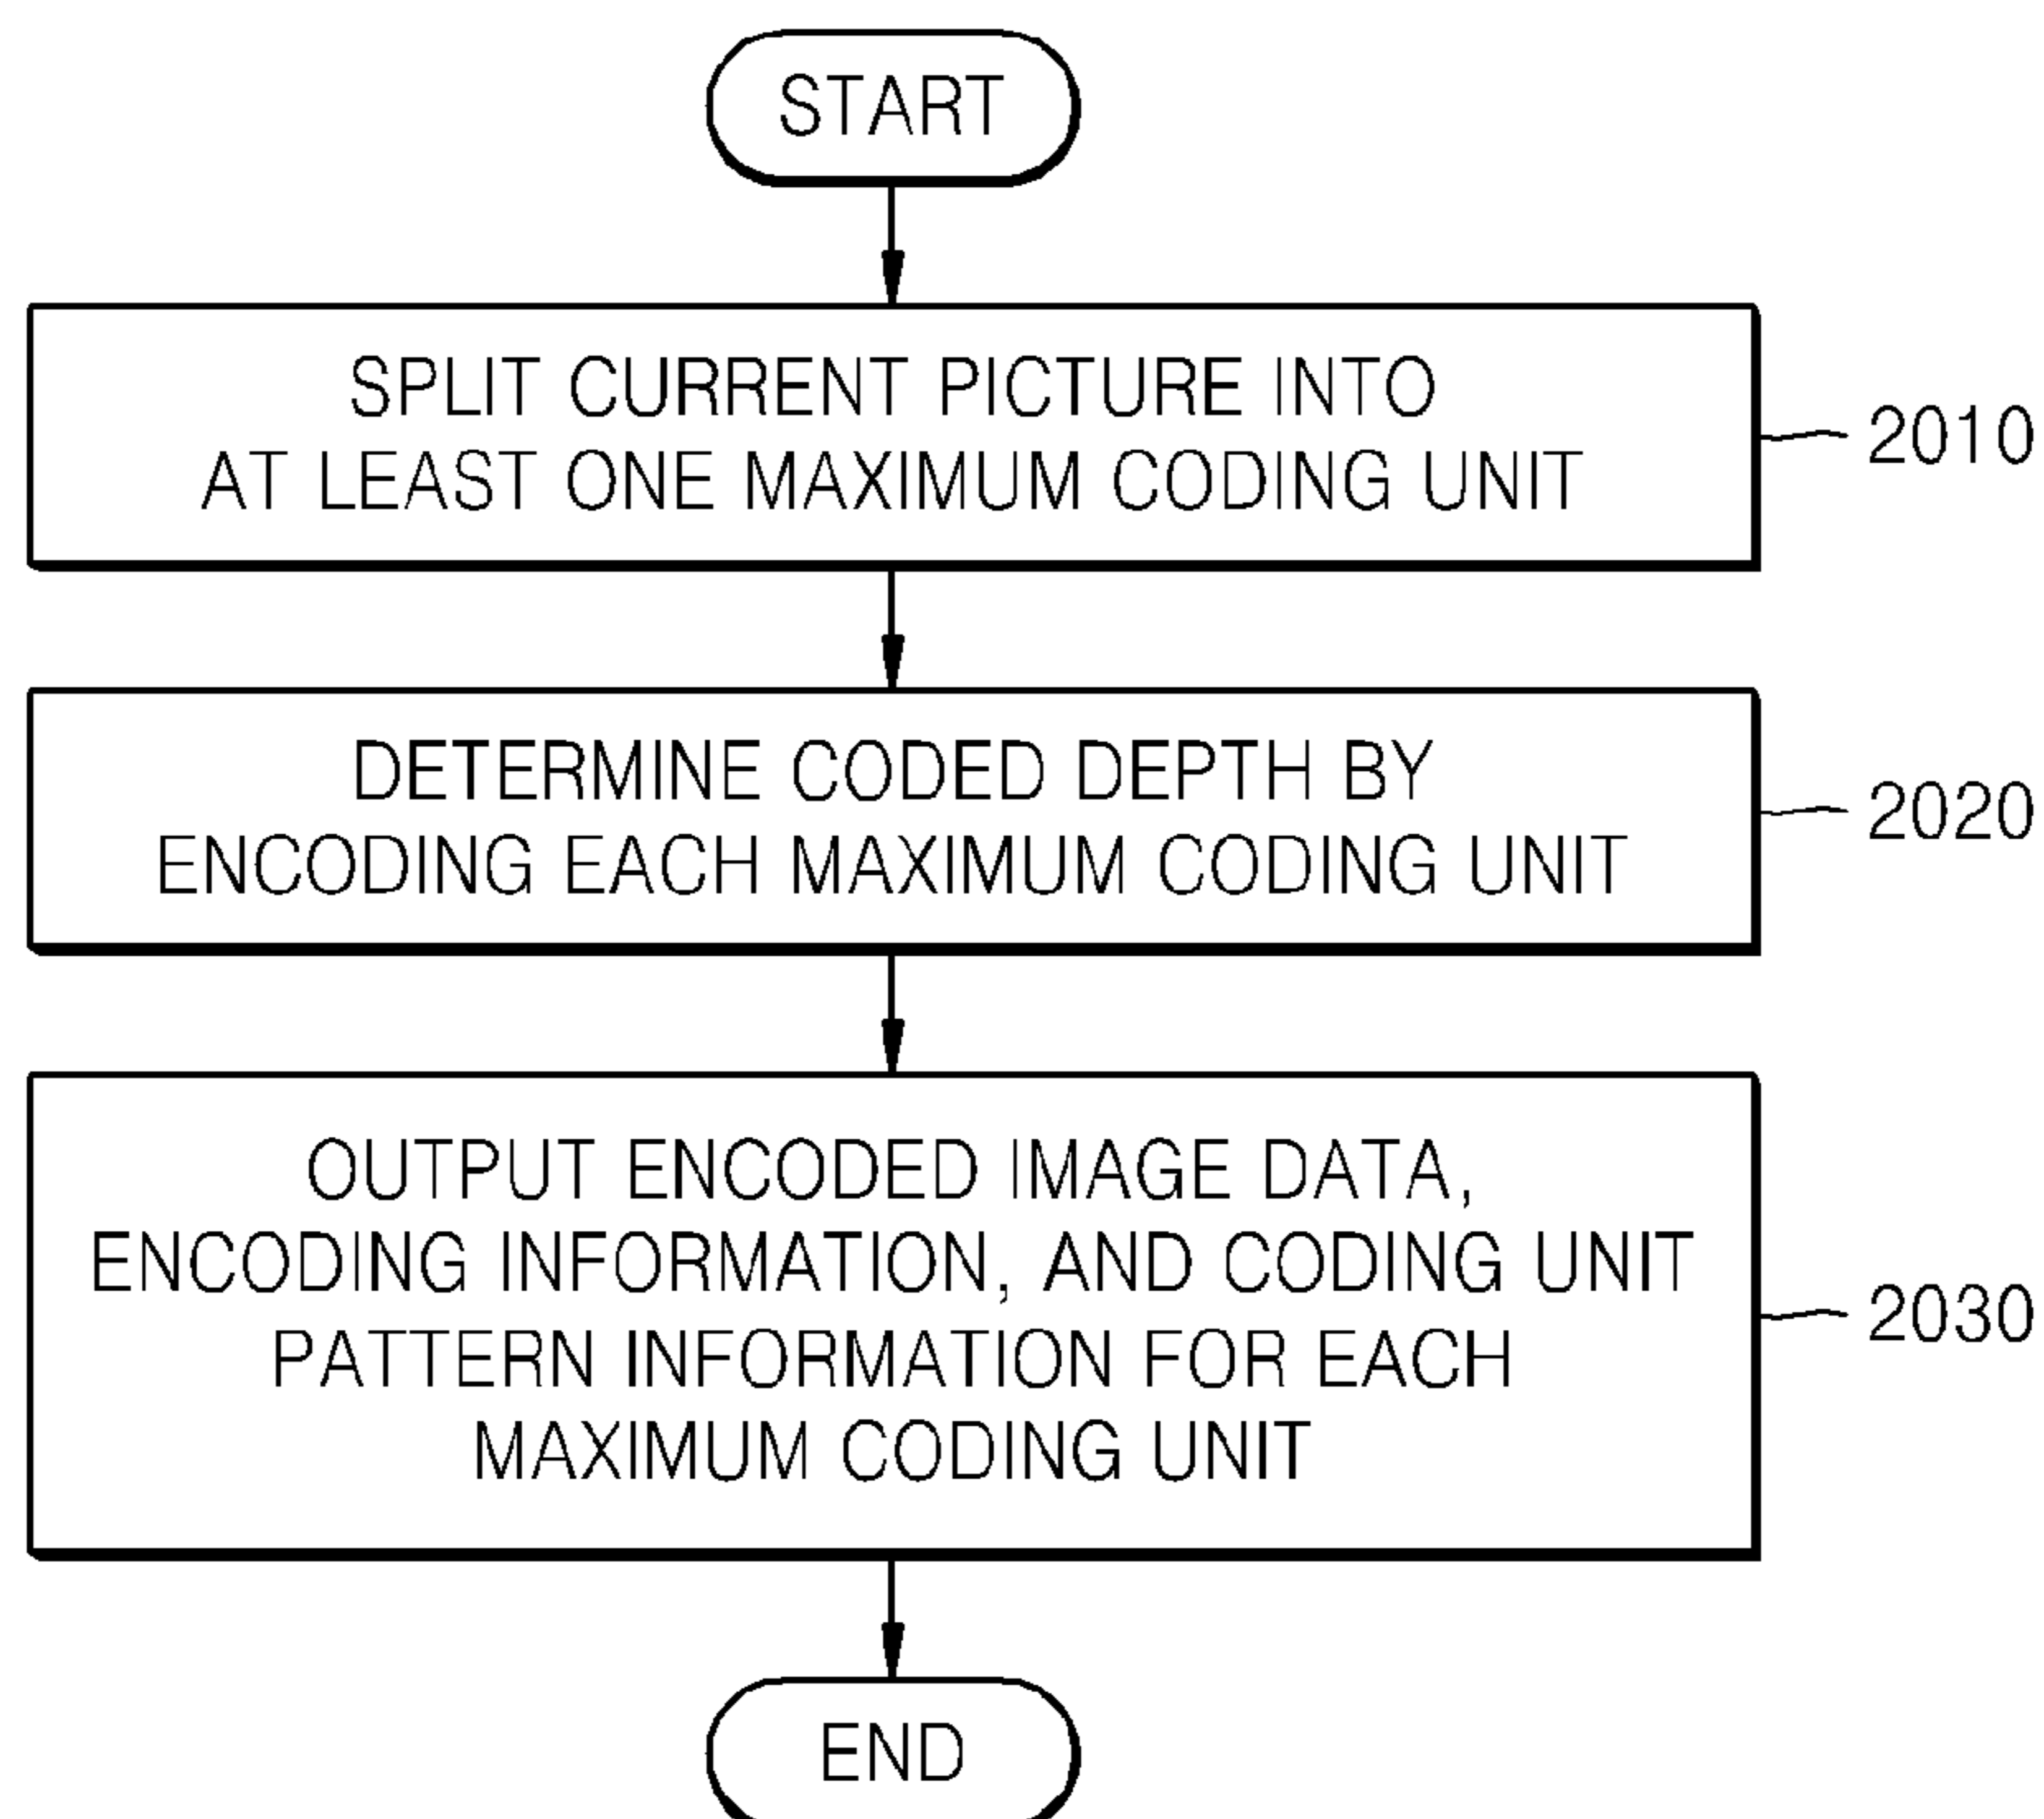 START
SPLIT CURRENT PICTURE INTO
AT LEAST ONE MAXIMUM CODING UNIT
2010
DETERMINE CODED DEPTH BY
ENCODING EACH MAXIMUM CODING UNIT
2020
OUTPUT ENCODED IMAGE DATA,
ENCODING INFORMATION, AND CODING UNIT
PATTERN INFORMATION FOR EACH
MAXIMUM CODING UNIT
2030
END